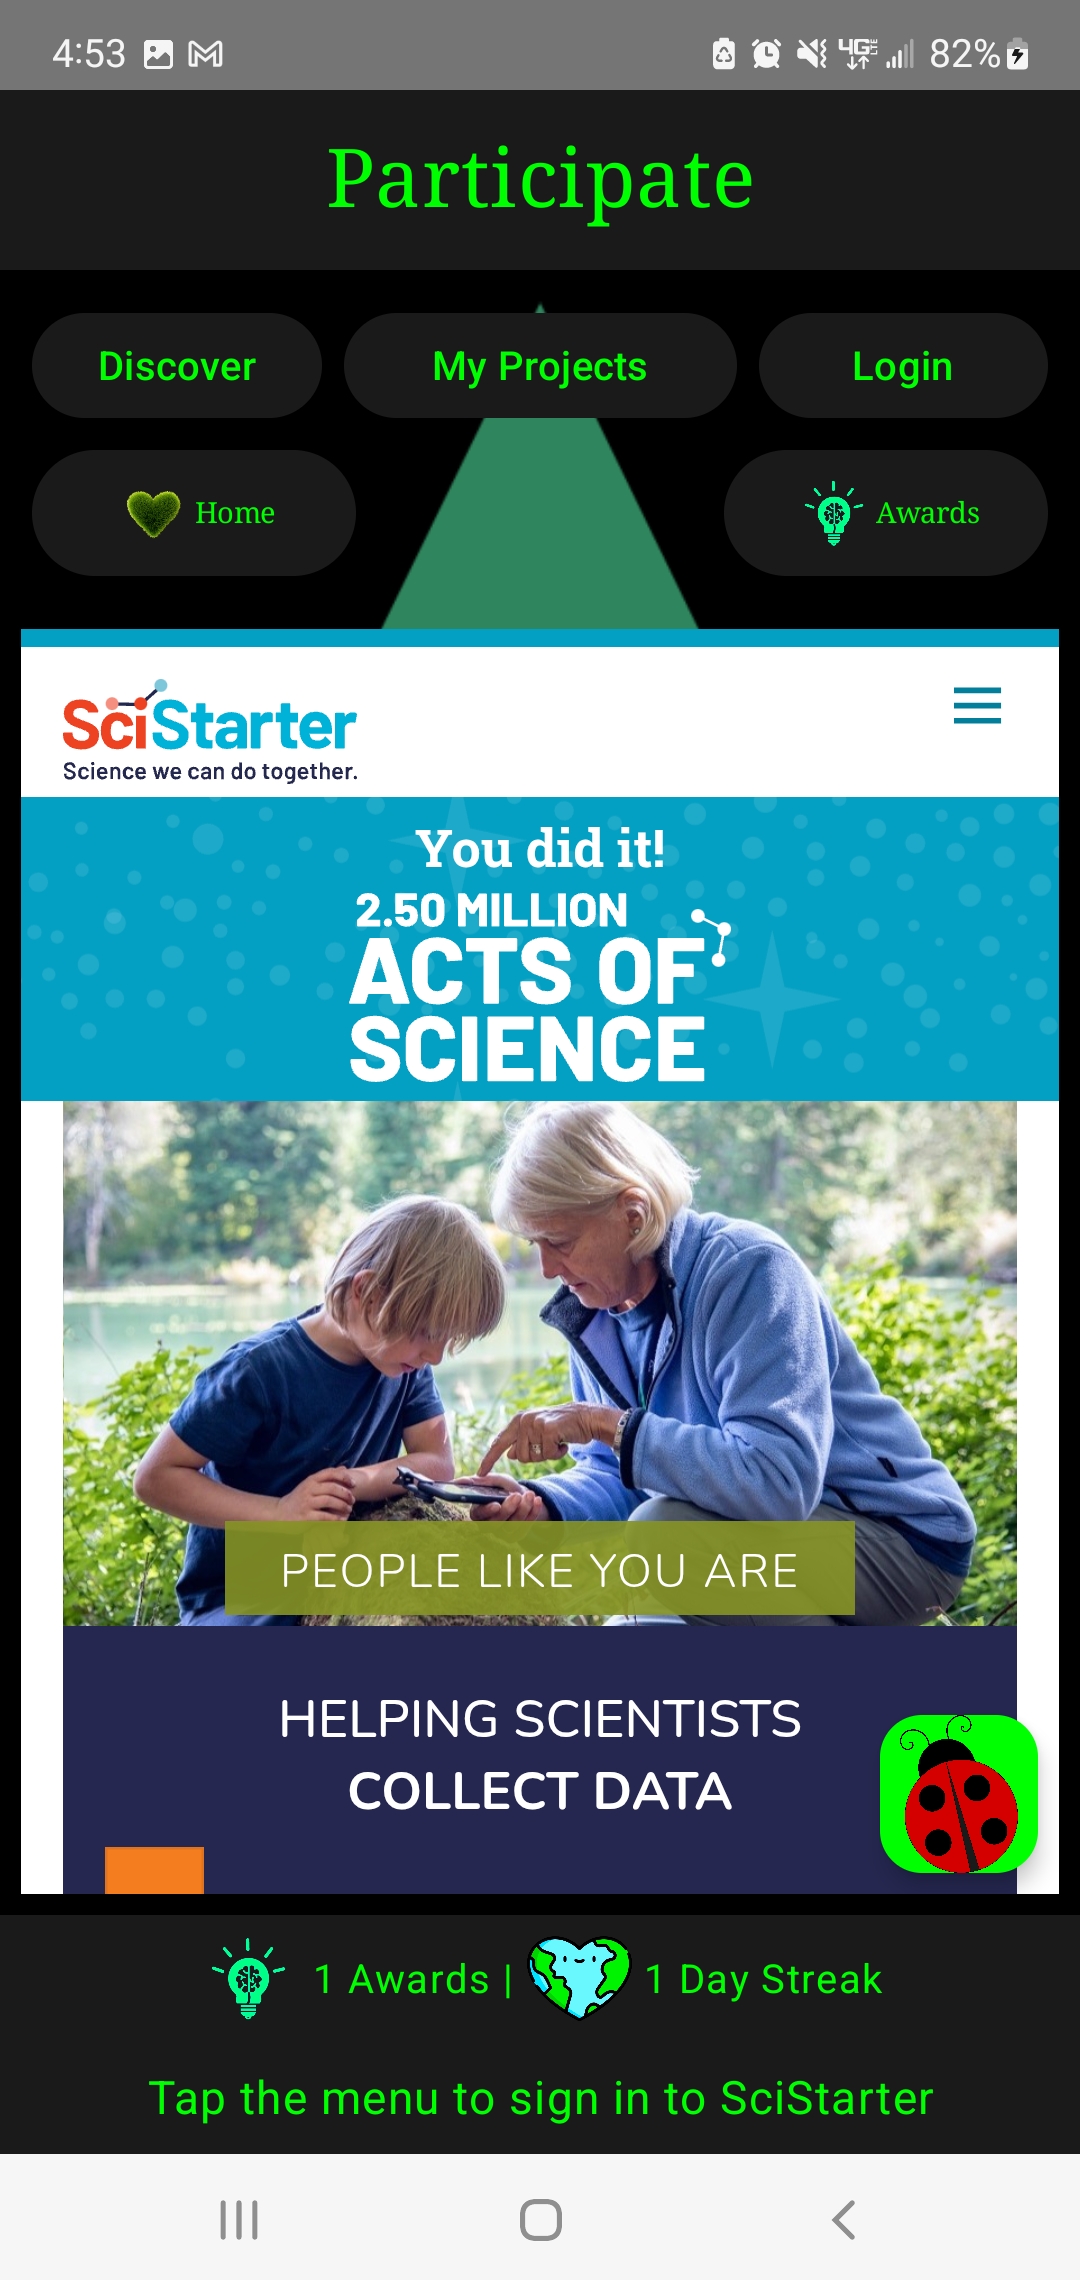 4:53
4G LTE 82%
Participate
Discover My Projects Login
Home Awards
SciStarter
Science we can do together.
You did it!
2.50 MILLION
ACTS OF
SCIENCE
PEOPLE LIKE YOU ARE
HELPING SCIENTISTS
COLLECT DATA
1 Awards | 1 Day Streak
Tap the menu to sign in to SciStarter